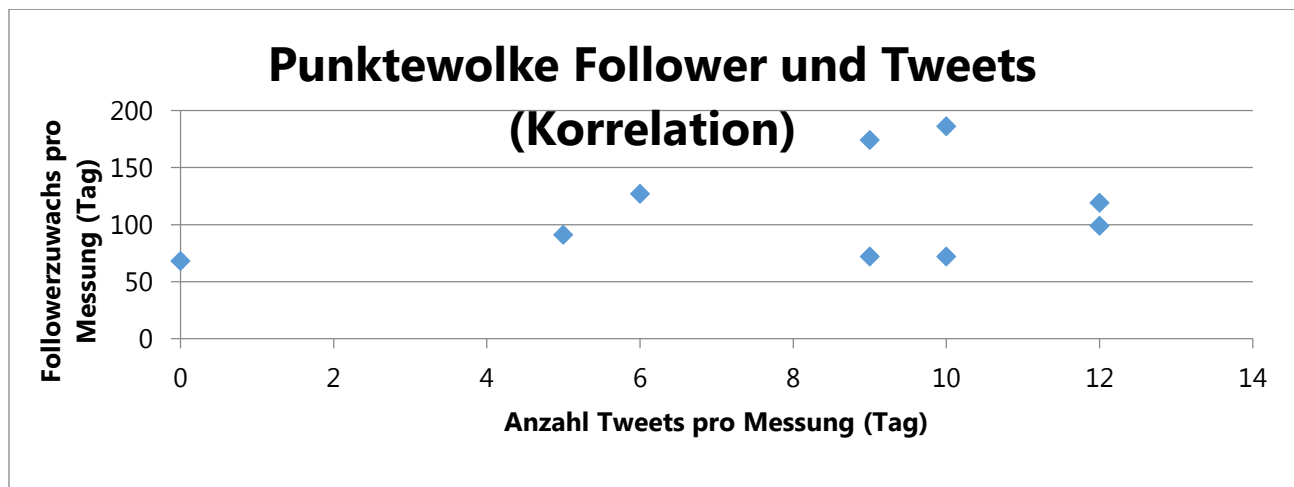 Punktewolke Follower und Tweets
(Korrelation)
Followerzuwachs pro
Messung (Tag)
200
150
100
50
0
0 2 4 6 8 10 12 14
Anzahl Tweets pro Messung (Tag)